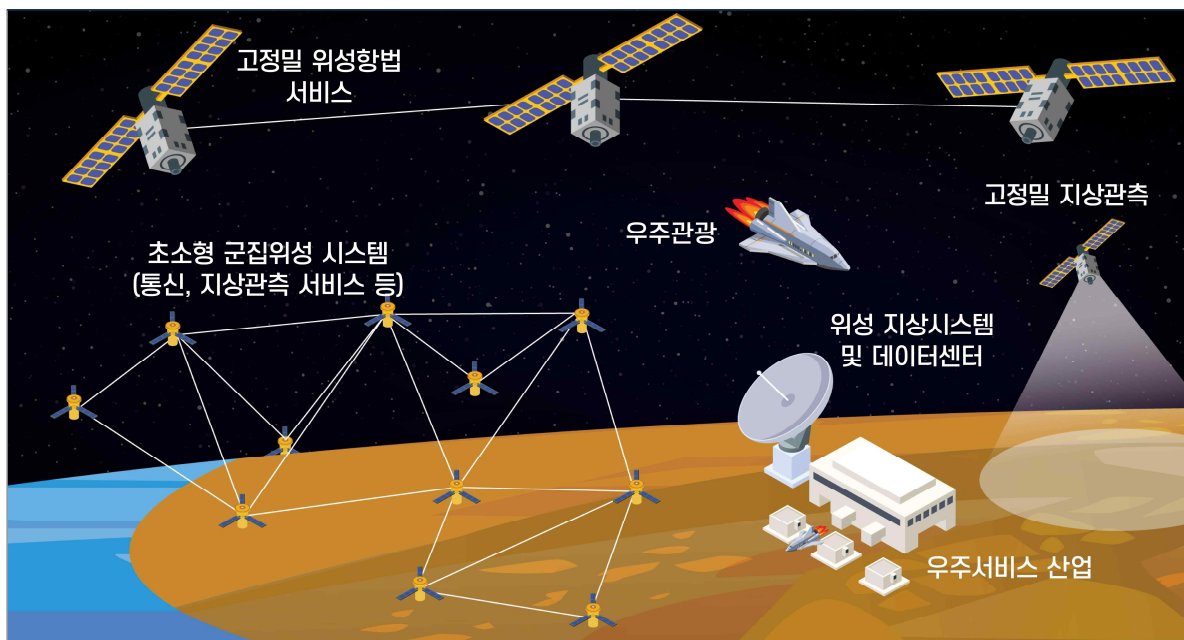 고정밀 위성항법
서비스
고정밀 지상관측
우주관광
초소형 군집위성 시스템
(통신, 지상관측 서비스 등)
위성 지상시스템
및 데이터센터
우주서비스 산업